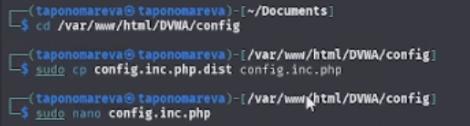 ┌──(taponomareva㉿taponomareva)-[~/Documents]
└─$ cd /var/www/html/DVWA/config
┌──(taponomareva㉿taponomareva)-[/var/www/html/DVWA/config]
└─$ sudo cp config.inc.php.dist config.inc.php
┌──(taponomareva㉿taponomareva)-[/var/www/html/DVWA/config]
└─$ sudo nano config.inc.php